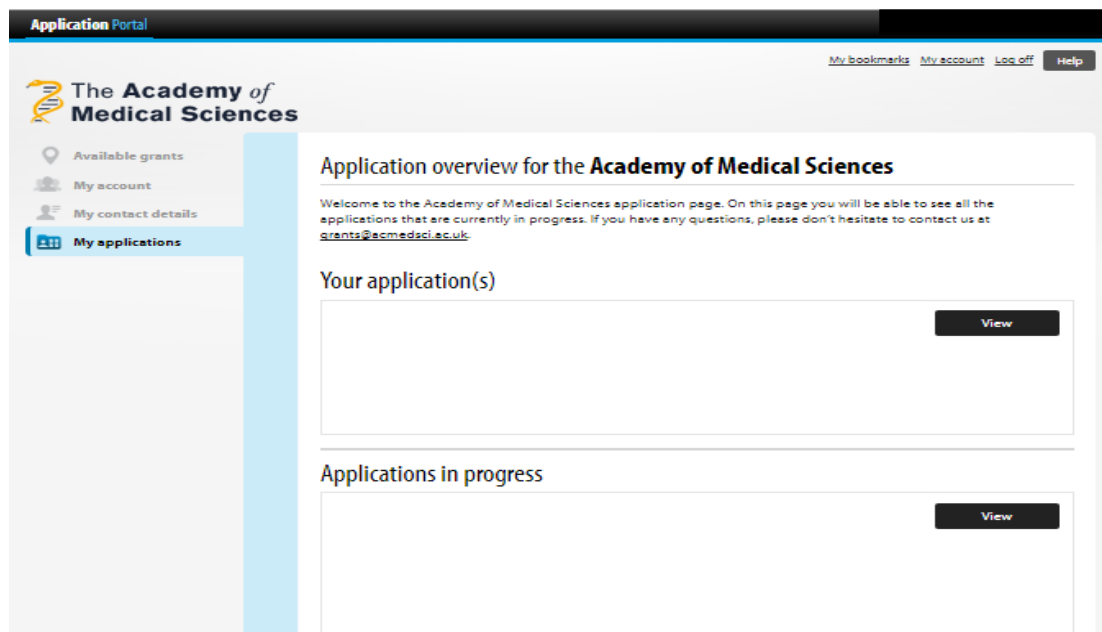 Application Portal
My bookmarks My account Log off Help
The Academy of
Medical Sciences
Available grants
My account
My contact details
My applications
Application overview for the Academy of Medical Sciences
Welcome to the Academy of Medical Sciences application page. On this page you will be able to see all the
applications that are currently in progress. If you have any questions, please don't hesitate to contact us at
grants@acmedsci.ac.uk.
Your application(s)
View
Applications in progress
View